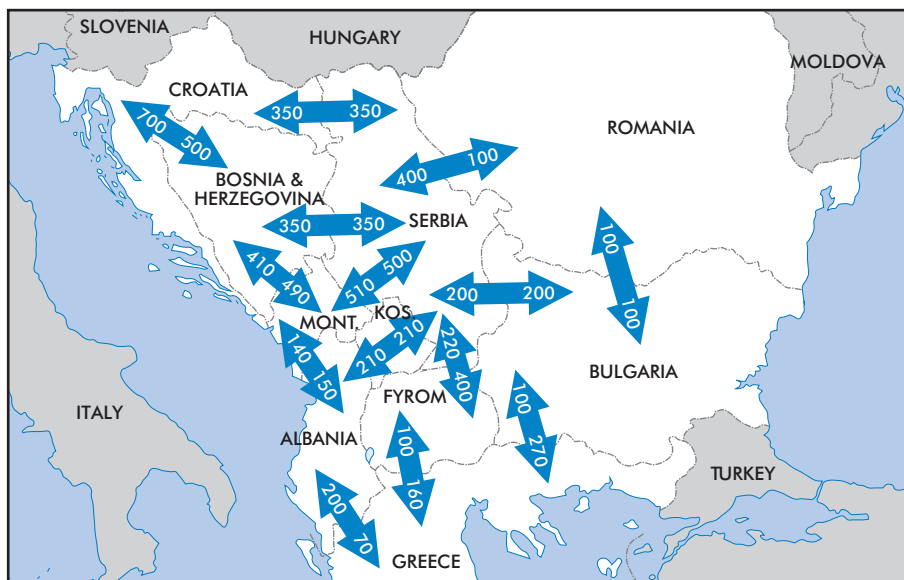 SLOVENIA
HUNGARY
MOLDOVA
CROATIA
350 350
700
500
ROMANIA
100
400
BOSNIA &
HERZEGOVINA
350 350
SERBIA
100
100
410
490
500
510
200 200
MONT.
KOS.
210
210
220
400
140
150
BULGARIA
FYROM
100
270
ITALY
ALBANIA
100
160
TURKEY
200
70
GREECE